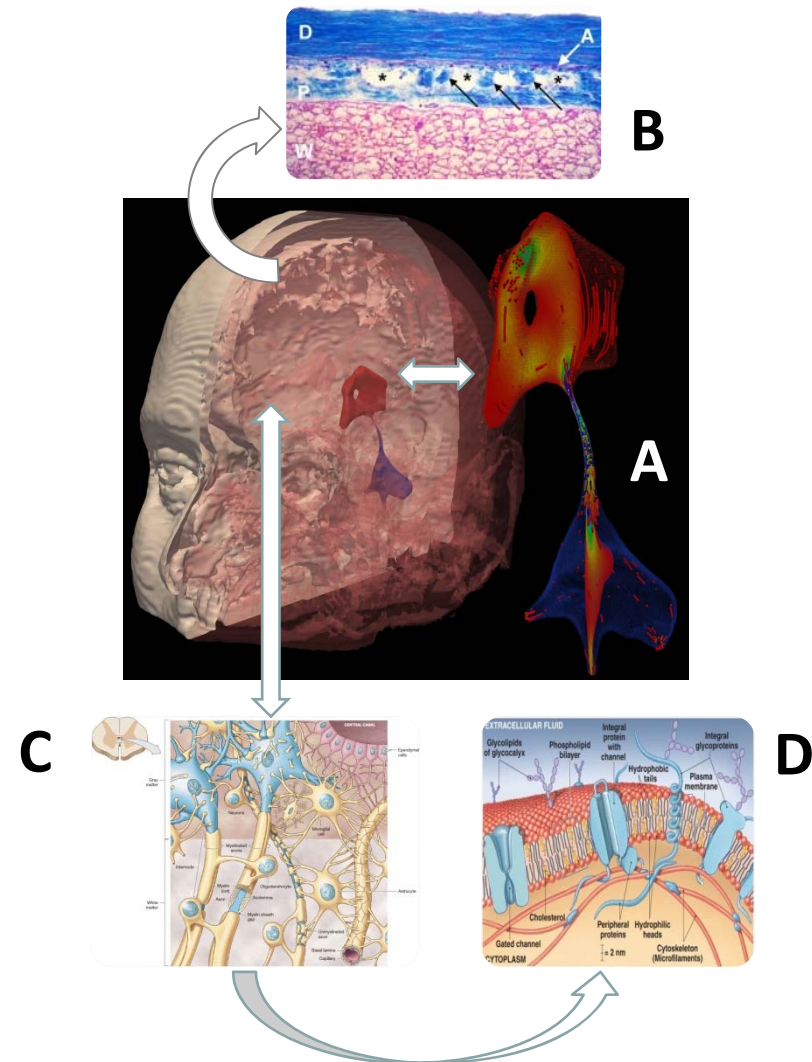 D
A
*
*
*
P
W
B
A
C
CENTRAL CANAL
Ependymal
cells
Gray
matter
Neurons
Microglial
cell
Myelinated
axons
Internode
Oligodendrocyte
Myelin
Axon
Axolemma
White
matter
Astrocyte
Myelin sheath
gap
Unmyelinated
axon
Basal lamina
Capillary
D
EXTRACELLULAR FLUID
Integral
protein
with
channel
Integral
glycoproteins
Glycolipids
of glycocalyx
Phospholipid
bilayer
Hydrophobic
tails
Plasma
membrane
Cholesterol
Gated channel
Peripheral
proteins
Hydrophilic
heads
Cytoskeleton
(Microfilaments)
= 2 nm
CYTOPLASM